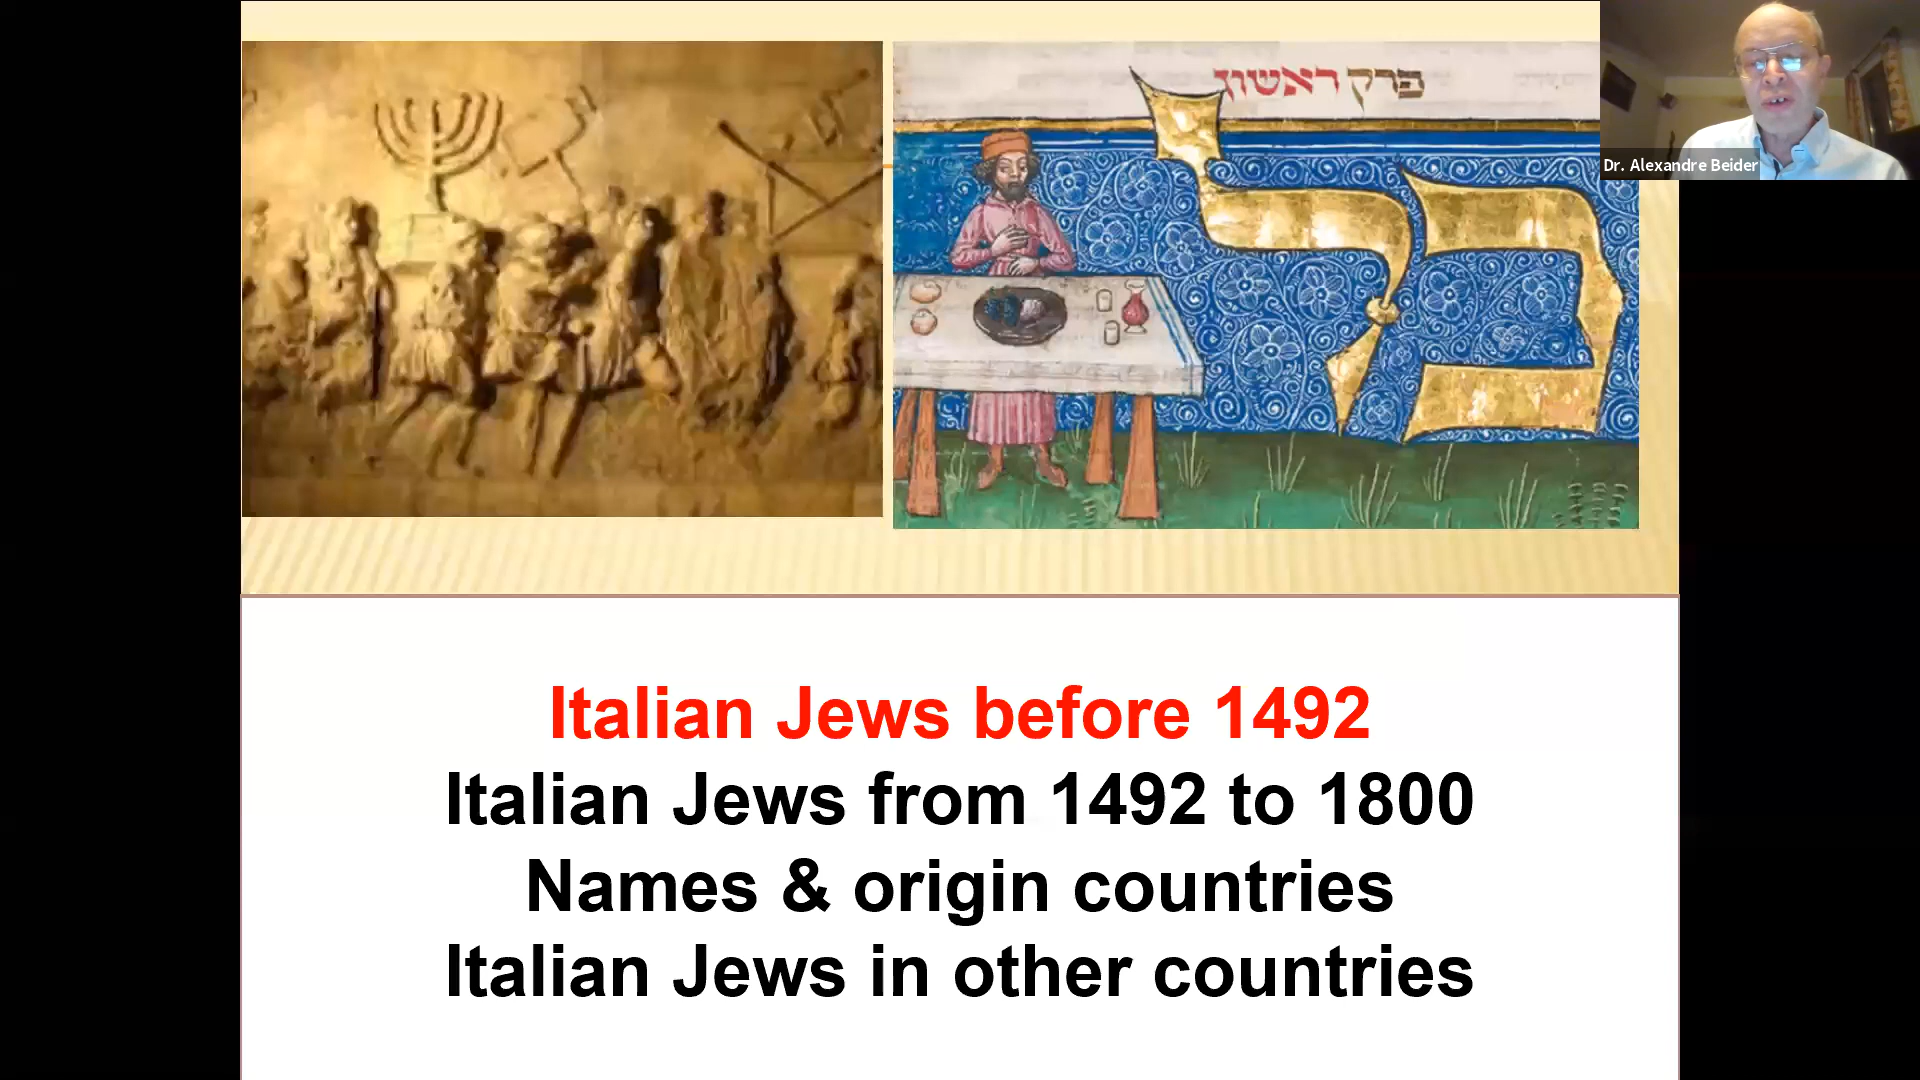 פרק ראשון
בכל
Dr. Alexandre Beider
Italian Jews before 1492
Italian Jews from 1492 to 1800
Names & origin countries
Italian Jews in other countries